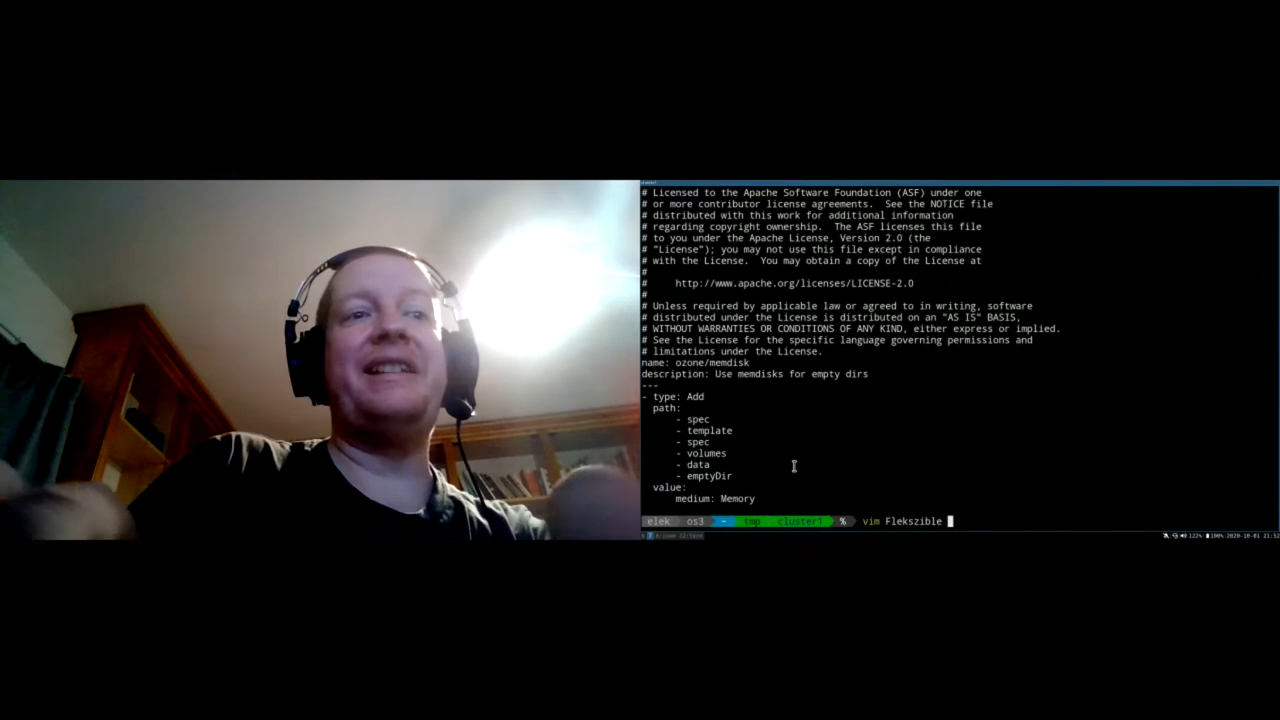 # Licensed to the Apache Software Foundation (ASF) under one
# or more contributor license agreements.  See the NOTICE file
# distributed with this work for additional information
# regarding copyright ownership.  The ASF licenses this file
# to you under the Apache License, Version 2.0 (the
# "License"); you may not use this file except in compliance
# with the License.  You may obtain a copy of the License at
#
#     http://www.apache.org/licenses/LICENSE-2.0
#
# Unless required by applicable law or agreed to in writing, software
# distributed under the License is distributed on an "AS IS" BASIS,
# WITHOUT WARRANTIES OR CONDITIONS OF ANY KIND, either express or implied.
# See the License for the specific language governing permissions and
# limitations under the License.
name: ozone/memdisk
description: Use memdisks for empty dirs
---
- type: Add
  path:
      - spec
      - template
      - spec
      - volumes
      - data
      - emptyDir
  value:
      medium: Memory
elek os3 ~ tmp cluster1 % vim Flekszible
122% 100% 2020-10-01 21:52